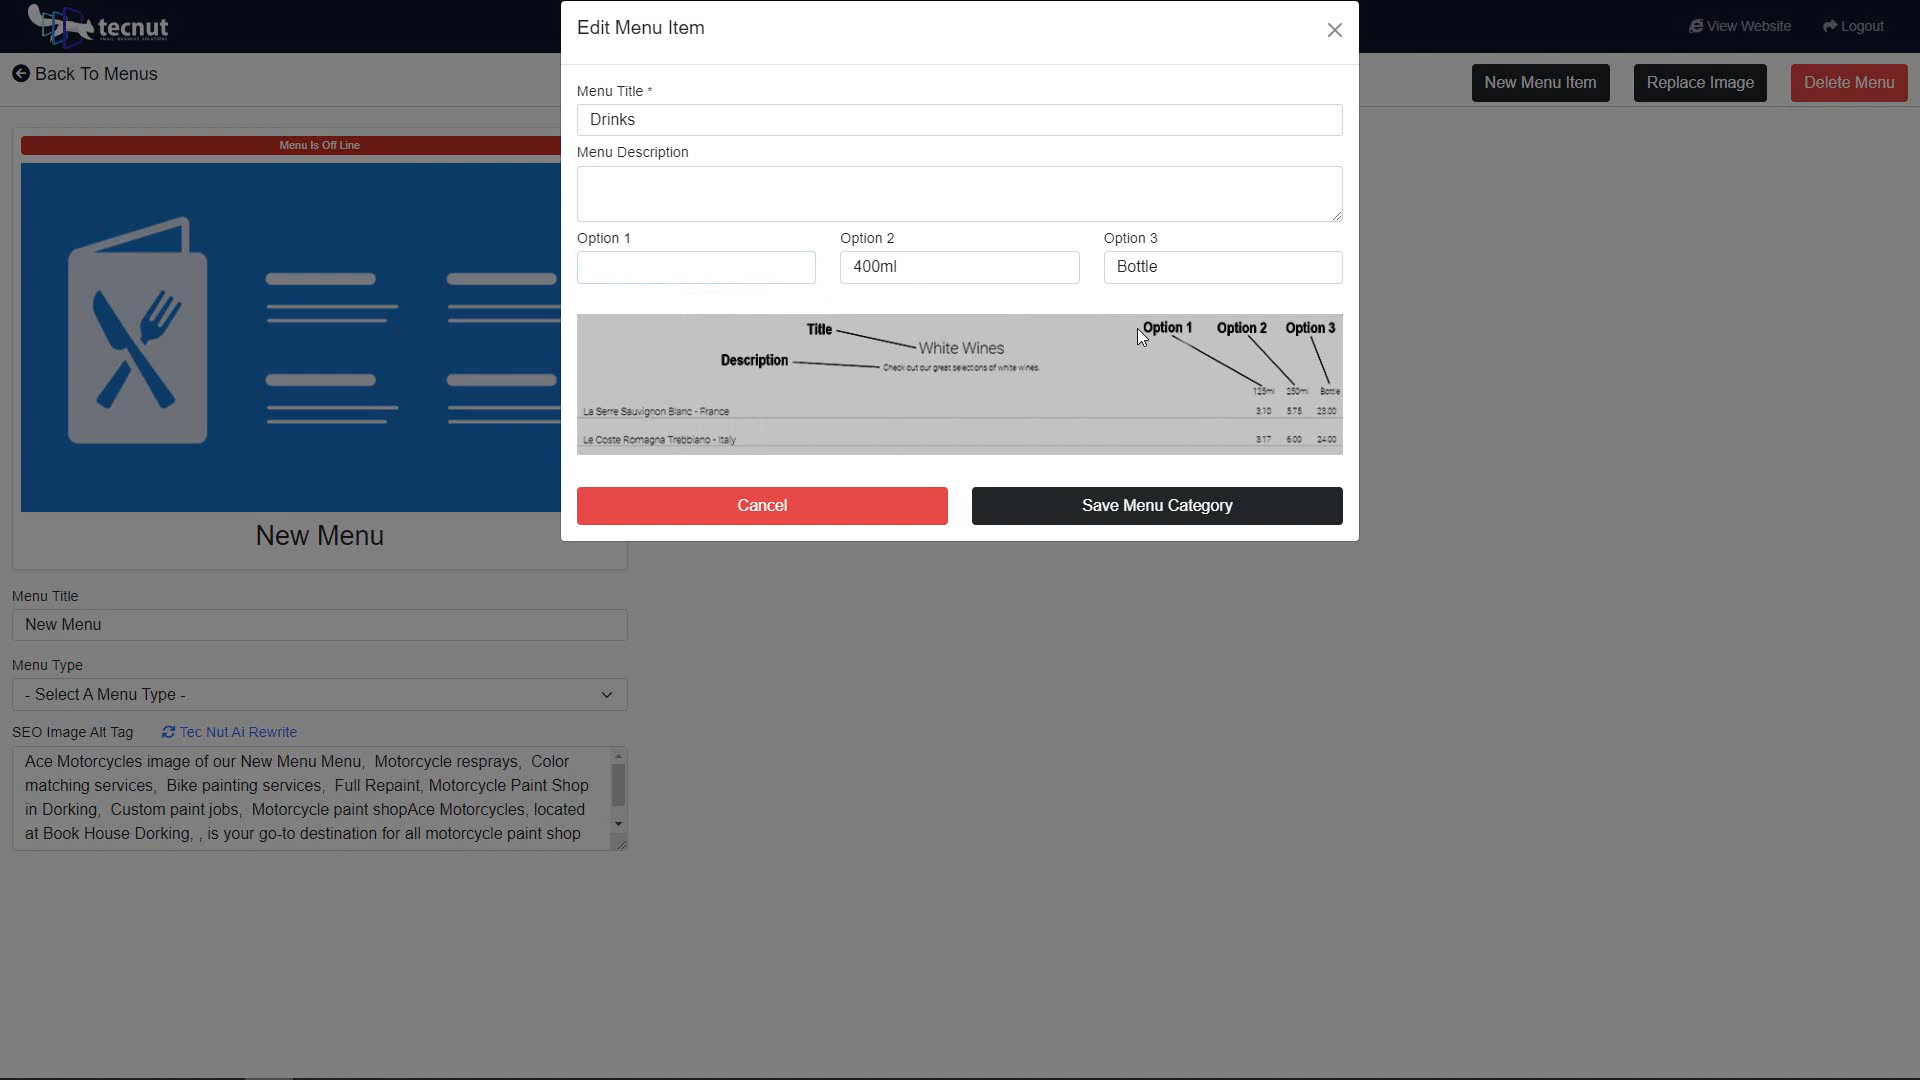 tecnut
View Website
Logout
Back To Menus
New Menu Item
Replace Image
Delete Menu
Edit Menu Item
Menu Title *
Drinks
Menu Description
Option 1
Option 2
Option 3
400ml
Bottle
Title
White Wines
Description
Check out our great selections of white wines.
Option 1
Option 2
Option 3
125ml
250ml
Bottle
La Serre Sauvignon Blanc - France
3.10
5.75
23.00
Le Coste Romagna Trebbiano - Italy
3.17
6.00
24.00
Cancel
Save Menu Category
Menu Is Off Line
New Menu
Menu Title
New Menu
Menu Type
- Select A Menu Type -
SEO Image Alt Tag
Tec Nut Ai Rewrite
Ace Motorcycles image of our New Menu Menu, Motorcycle resprays, Color
matching services, Bike painting services, Full Repaint, Motorcycle Paint Shop
in Dorking, Custom paint jobs, Motorcycle paint shopAce Motorcycles, located
at Book House Dorking, , is your go-to destination for all motorcycle paint shop